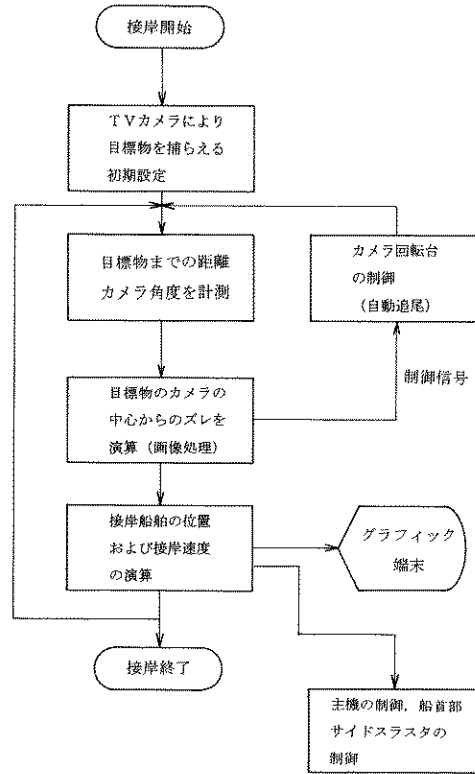 接岸開始
TVカメラにより
目標物を捕らえる
初期設定
目標物までの距離
カメラ角度を計測
カメラ回転台
の制御
(自動追尾)
制御信号
目標物のカメラの
中心からのズレを
演算(画像処理)
接岸船舶の位置
および接岸速度
の演算
グラフィック
端末
接岸終了
主機の制御,船首部
サイドスラスタの
制御